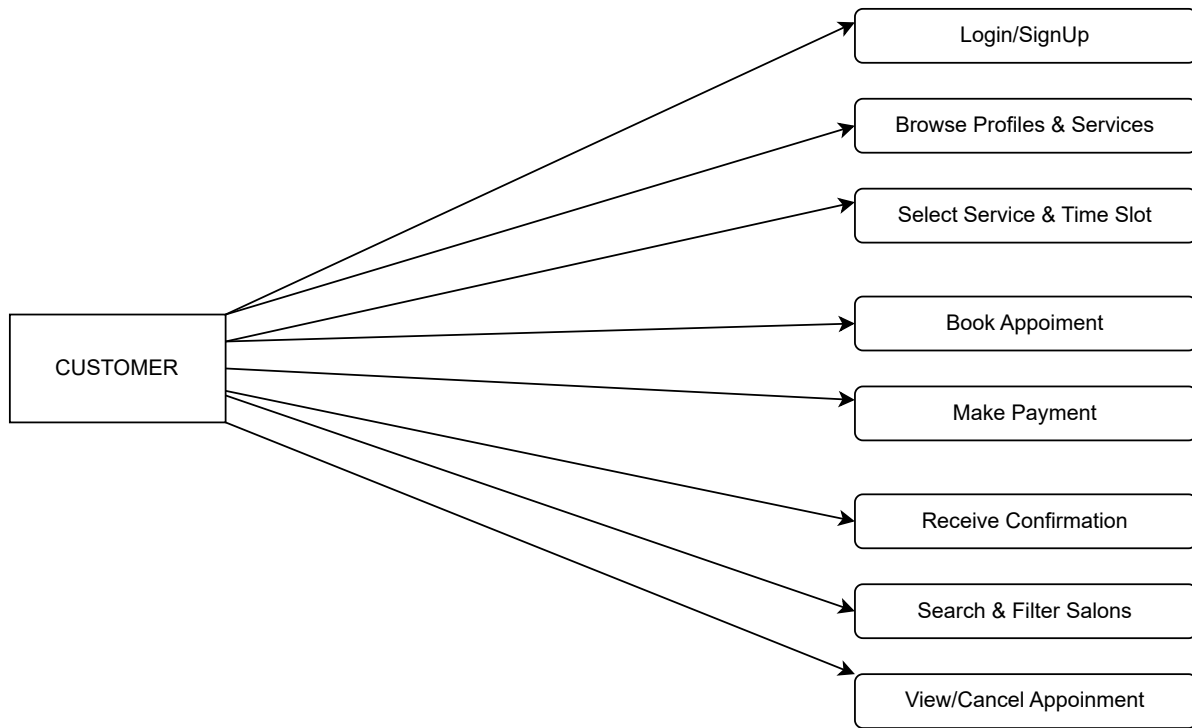 Login/SignUp
Browse Profiles & Services
Select Service & Time Slot
Book Appoiment
CUSTOMER
Make Payment
Receive Confirmation
Search & Filter Salons
View/Cancel Appoinment